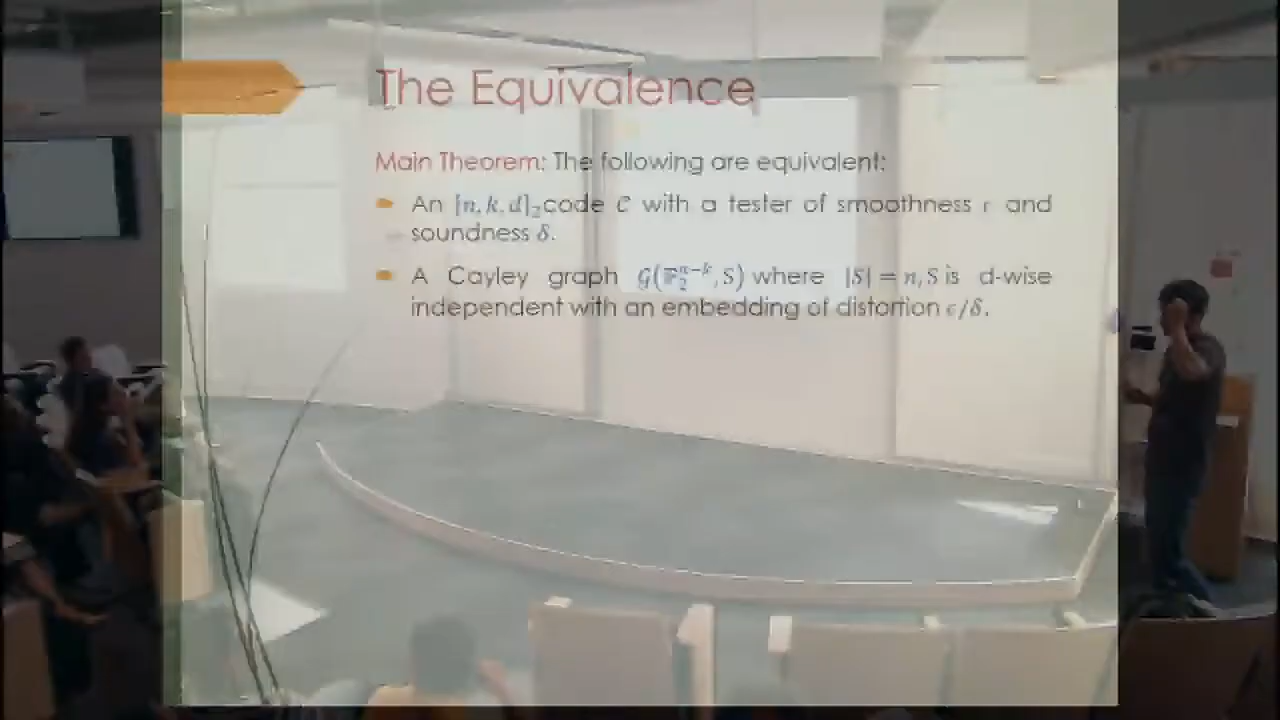 The Equivalence
Main Theorem: The following are equivalent:
An [n, k, d]₂ code 𝒞 with a tester of smoothness ε and
soundness δ.
A Cayley graph 𝒢(𝔽₂ⁿ⁻ᵏ, S) where |S| = n, S is d-wise
independent with an embedding of distortion ε/δ.